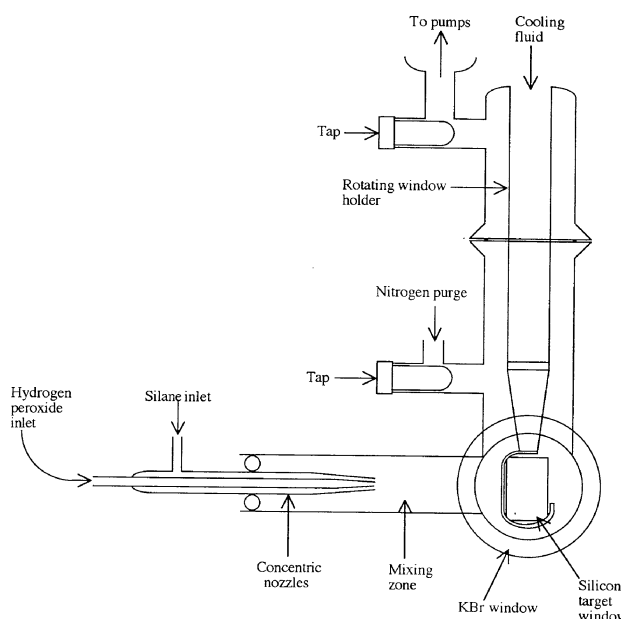 To pumps
Cooling
fluid
Tap
Rotating window
holder
Nitrogen purge
Tap
Hydrogen
peroxide
inlet
Silane inlet
Concentric
nozzles
Mixing
zone
KBr window
Silicon
target
window